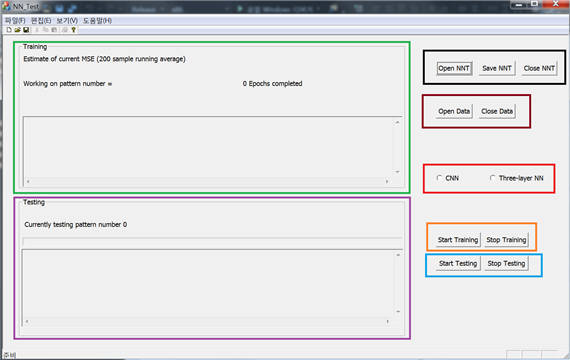 NN_Test
파일(F) 편집(E) 보기(V) 도움말(H)
Training
Estimate of current MSE (200 sample running average)
Working on pattern number = 0 Epochs completed
Open NNT Save NNT Close NNT
Open Data Close Data
CNN Three-layer NN
Testing
Currently testing pattern number 0
Start Training Stop Training
Start Testing Stop Testing
준비